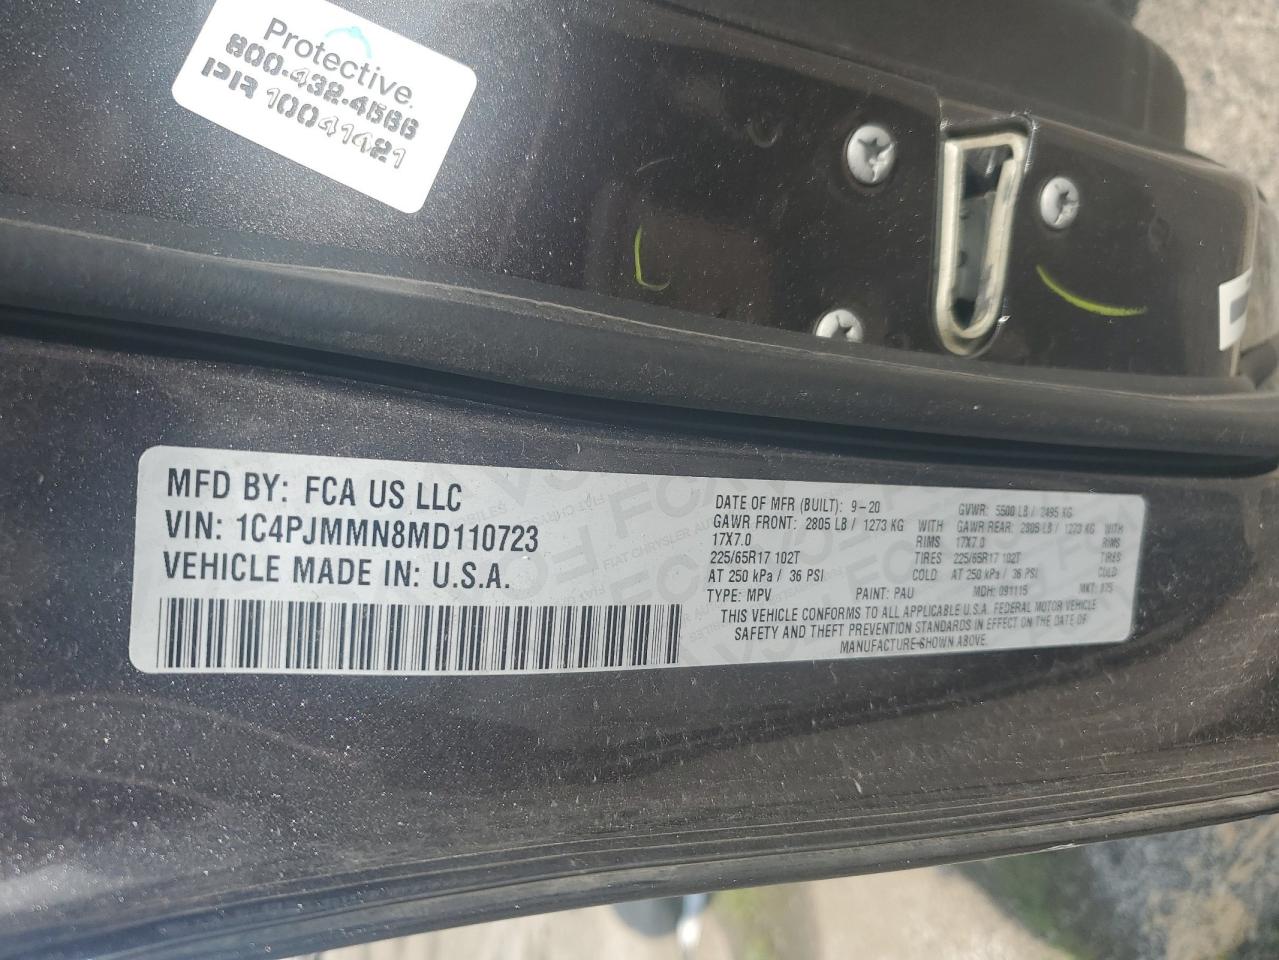 Protective.
800.432.4566
PIR 10041421
MFD BY: FCA US LLC
VIN: 1C4PJMMN8MD110723
VEHICLE MADE IN: U.S.A.
DATE OF MFR (BUILT): 9-20 GVWR: 5500 LB / 2495 KG
GAWR FRONT: 2805 LB / 1273 KG WITH GAWR REAR: 2805 LB / 1273 KG WITH
17X7.0 RIMS 17X7.0 RIMS
225/65R17 102T TIRES 225/65R17 102T TIRES
AT 250 kPa / 36 PSI COLD AT 250 kPa / 36 PSI COLD
TYPE: MPV PAINT: PAU MDH: 091115 MKT:
THIS VEHICLE CONFORMS TO ALL APPLICABLE U.S.A. FEDERAL MOTOR VEHICLE
SAFETY AND THEFT PREVENTION STANDARDS IN EFFECT ON THE DATE OF
MANUFACTURE SHOWN ABOVE.